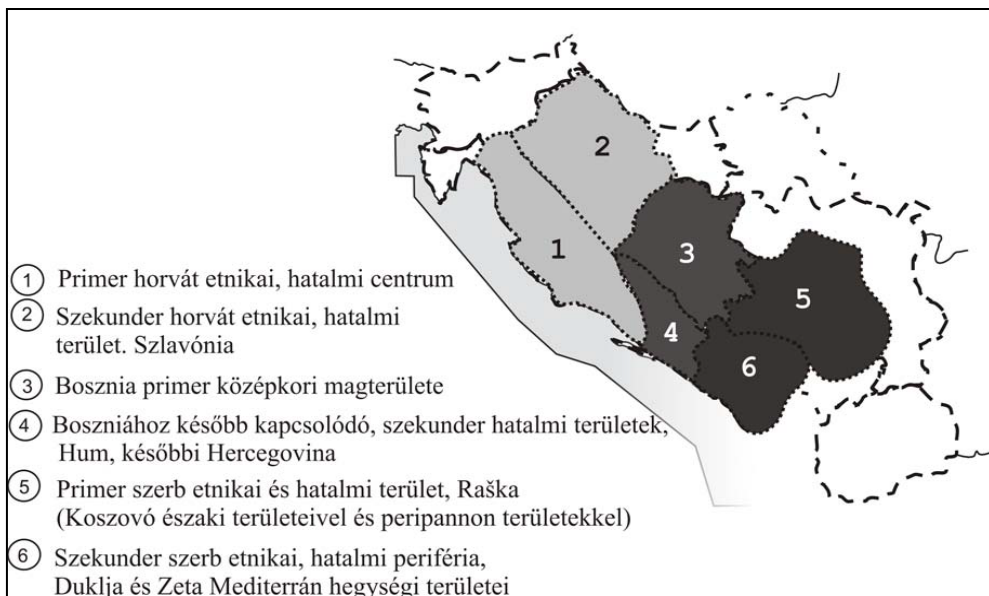 2
3
1
5
4
6
1 Primer horvát etnikai, hatalmi centrum
2 Szekunder horvát etnikai, hatalmi
terület. Szlavónia
3 Bosznia primer középkori magterülete
4 Boszniához később kapcsolódó, szekunder hatalmi területek,
Hum, későbbi Hercegovina
5 Primer szerb etnikai és hatalmi terület, Raška
(Koszovó északi területeivel és peripannon területekkel)
6 Szekunder szerb etnikai, hatalmi periféria,
Duklja és Zeta Mediterrán hegységi területei